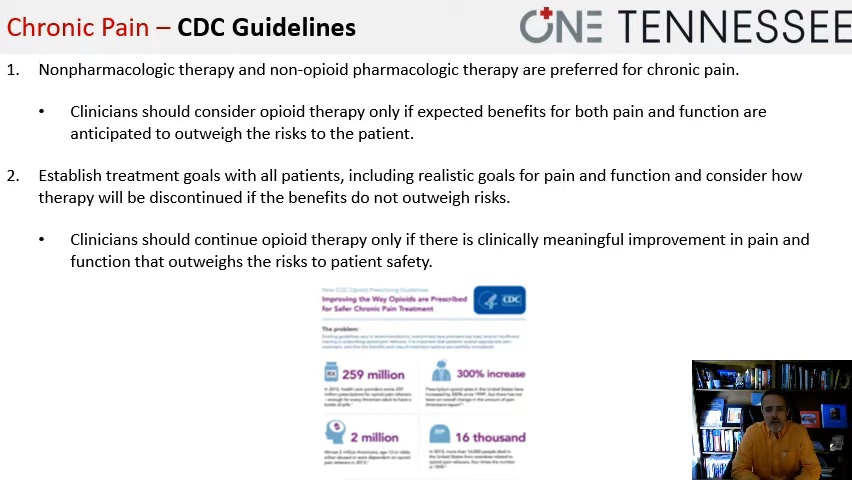 Chronic Pain – CDC Guidelines
ONE TENNESSEE
1. Nonpharmacologic therapy and non-opioid pharmacologic therapy are preferred for chronic pain.
• Clinicians should consider opioid therapy only if expected benefits for both pain and function are
anticipated to outweigh the risks to the patient.
2. Establish treatment goals with all patients, including realistic goals for pain and function and consider how
therapy will be discontinued if the benefits do not outweigh risks.
• Clinicians should continue opioid therapy only if there is clinically meaningful improvement in pain and
function that outweighs the risks to patient safety.
New CDC Opioid Prescribing Guidelines
Improving the Way Opioids are Prescribed
for Safer Chronic Pain Treatment
CDC
The problem:
259 million
300% increase
2 million
16 thousand